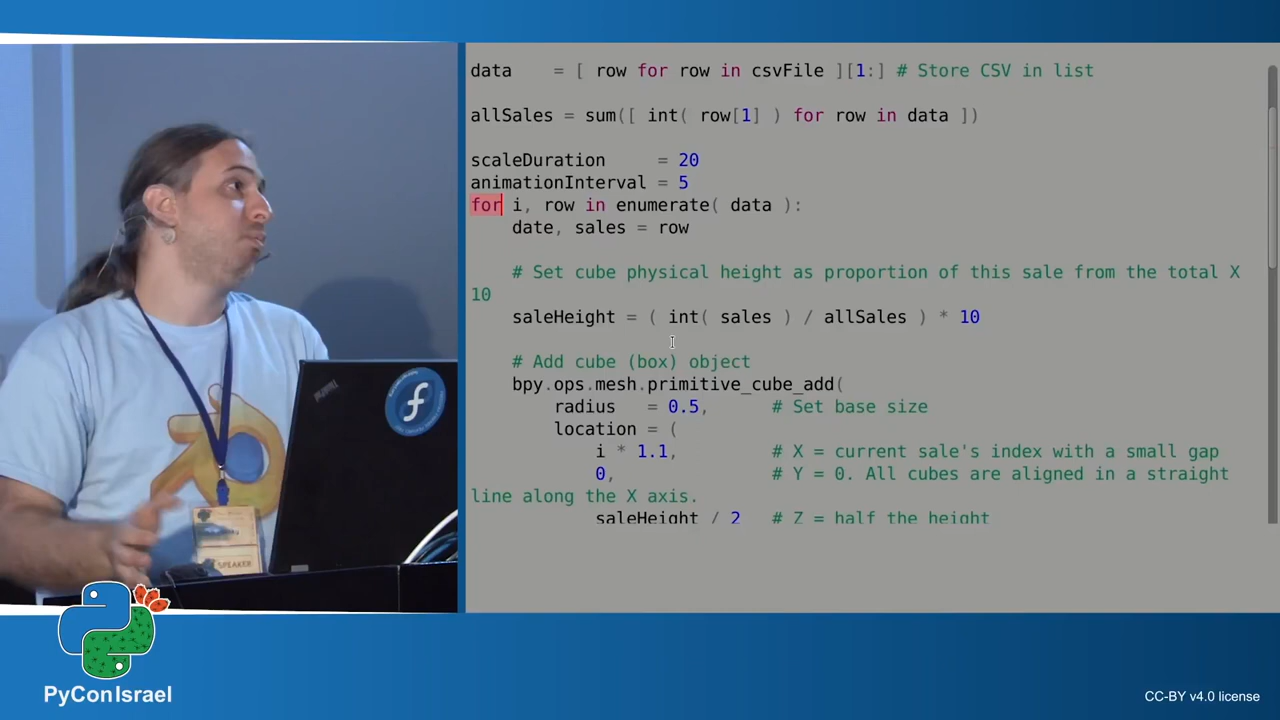 data    = [ row for row in csvFile ][1:] # Store CSV in list
allSales = sum([ int( row[1] ) for row in data ])
scaleDuration     = 20
animationInterval = 5
for i, row in enumerate( data ):
    date, sales = row
    # Set cube physical height as proportion of this sale from the total X
10
    saleHeight = ( int( sales ) / allSales ) * 10
    # Add cube (box) object
    bpy.ops.mesh.primitive_cube_add(
        radius   = 0.5,      # Set base size
        location = (
            i * 1.1,         # X = current sale's index with a small gap
            0,               # Y = 0. All cubes are aligned in a straight
line along the X axis.
            saleHeight / 2   # Z = half the height
SPEAKER
PyConIsrael
CC-BY v4.0 license